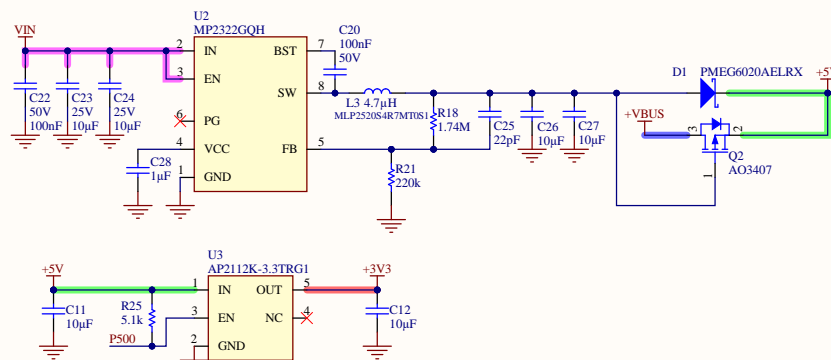 U2
MP2322GQH
VIN
2
IN
BST
7
C20
100nF
50V
3
EN
SW
8
C22
50V
100nF
C23
25V
10µF
C24
25V
10µF
L3 4.7µH
MLP2520S4R7MT0S1
6
PG
R18
1.74M
C25
22pF
C26
10µF
C27
10µF
D1
PMEG6020AELRX
+VBUS
3
2
Q2
AO3407
1
4
VCC
FB
5
C28
1µF
1
GND
R21
220k
U3
AP2112K-3.3TRG1
+5V
1
IN
OUT
5
+3V3
C11
10µF
R25
5.1k
3
EN
NC
4
C12
10µF
P500
2
GND